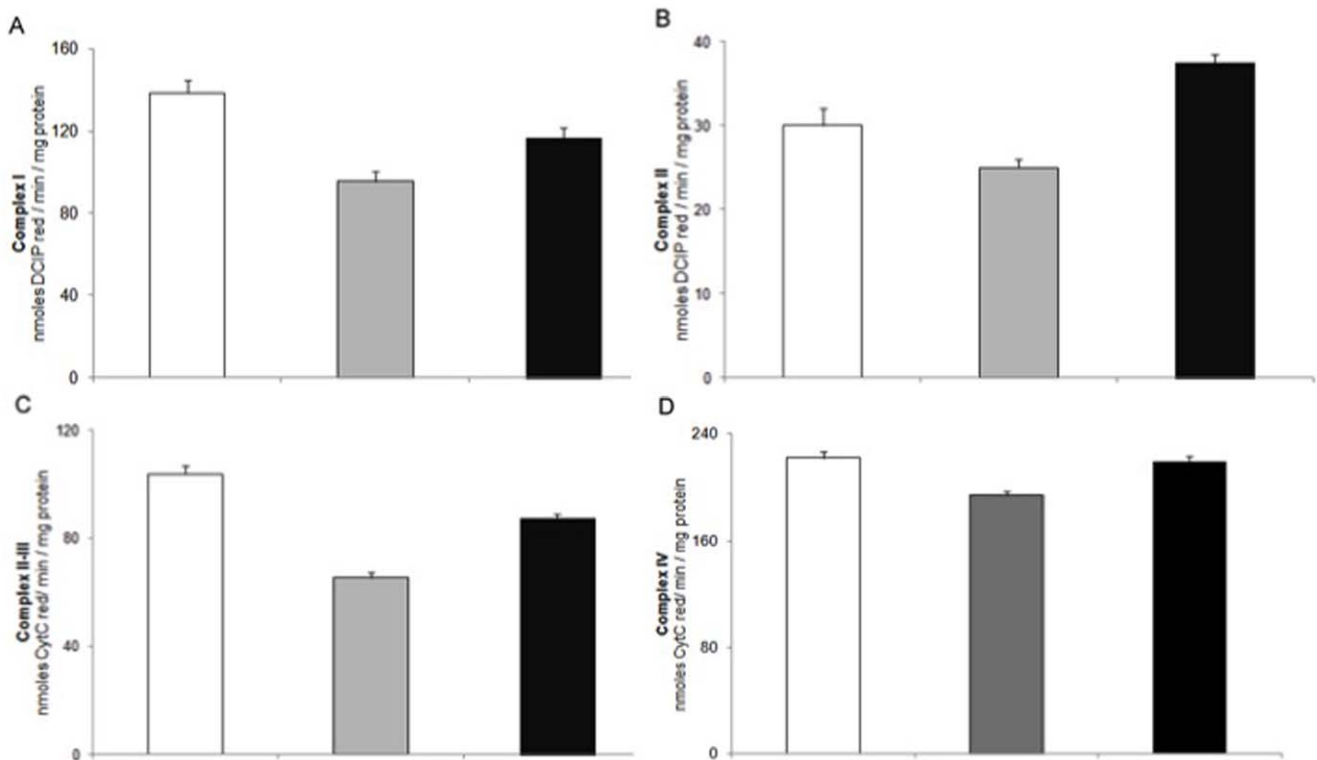 A
160
120
80
40
0
Complex I
nmoles DCIP red / min / mg protein
B
40
30
20
10
0
Complex II
nmoles DCIP red / min / mg protein
C
120
80
40
0
Complex II-III
nmoles CytC red/ min / mg protein
D
240
160
80
0
Complex IV
nmoles CytC red/ min / mg protein